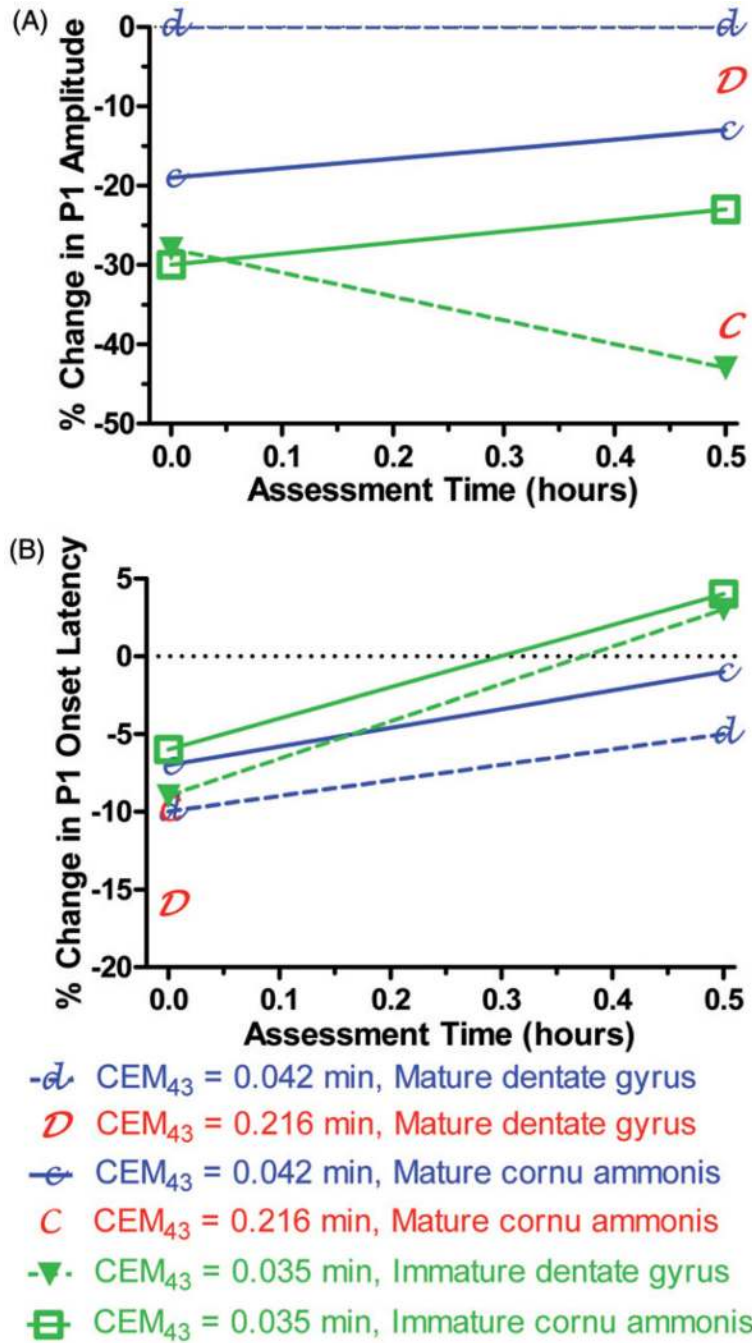 (A)
% Change in P1 Amplitude
0
-10
-20
-30
-40
-50
d
d
D
c
c
C
0.0 0.1 0.2 0.3 0.4 0.5
Assessment Time (hours)
(B)
% Change in P1 Onset Latency
5
0
-5
-10
-15
-20
c
c
d
d
C
D
0.0 0.1 0.2 0.3 0.4 0.5
Assessment Time (hours)
d CEM43 = 0.042 min, Mature dentate gyrus
D CEM43 = 0.216 min, Mature dentate gyrus
c CEM43 = 0.042 min, Mature cornu ammonis
C CEM43 = 0.216 min, Mature cornu ammonis
CEM43 = 0.035 min, Immature dentate gyrus
CEM43 = 0.035 min, Immature cornu ammonis